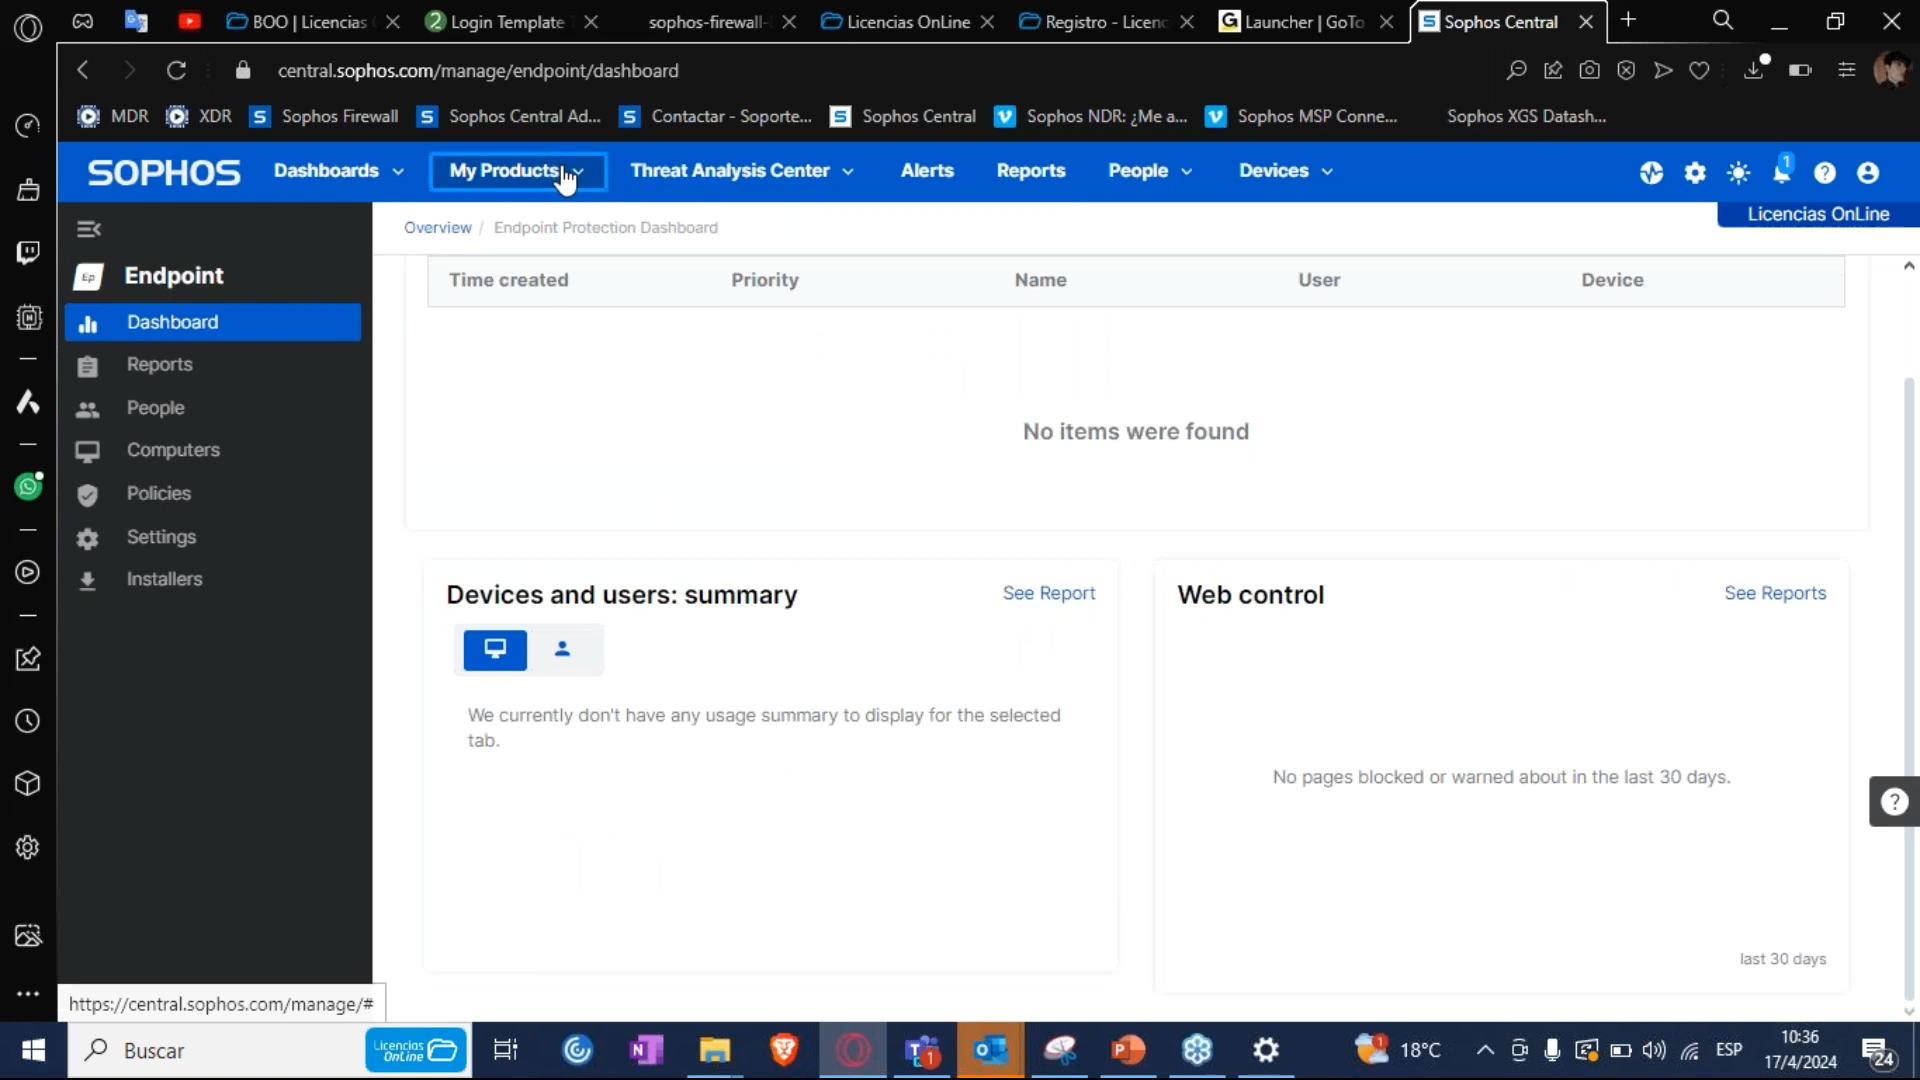 BOO | Licencias
Login Template
sophos-firewall-
Licencias OnLine
Registro - Licenc
Launcher | GoTo
Sophos Central
central.sophos.com/manage/endpoint/dashboard
MDR
XDR
Sophos Firewall
Sophos Central Ad...
Contactar - Soporte...
Sophos Central
Sophos NDR: ¿Me a...
Sophos MSP Conne...
Sophos XGS Datash...
SOPHOS
Dashboards
My Products
Threat Analysis Center
Alerts
Reports
People
Devices
1
Licencias OnLine
Overview / Endpoint Protection Dashboard
Ep
Endpoint
Dashboard
Reports
People
Computers
Policies
Settings
Installers
Time created
Priority
Name
User
Device
No items were found
Devices and users: summary
See Report
We currently don't have any usage summary to display for the selected
tab.
Web control
See Reports
No pages blocked or warned about in the last 30 days.
last 30 days
https://central.sophos.com/manage/#
Buscar
Licencias
OnLine
1
1
18°C
ESP
10:36
17/4/2024
24